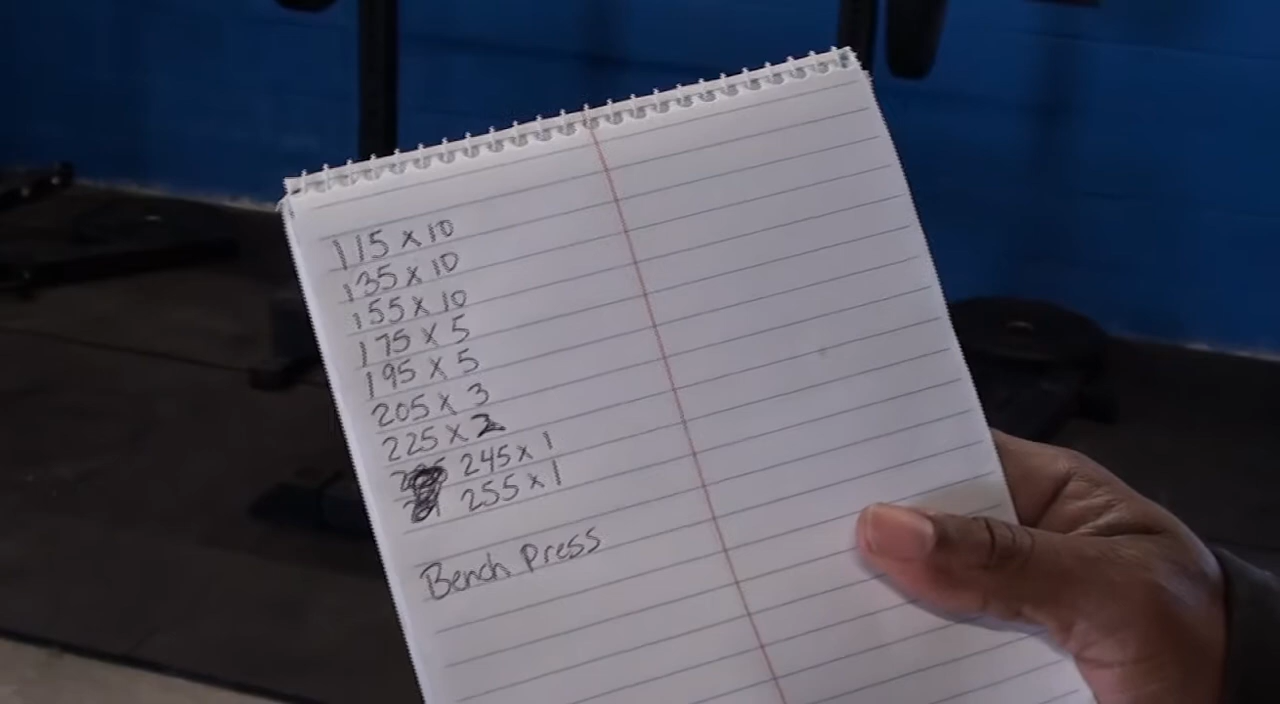 115 x 10
135 x 10
155 x 10
175 x 5
195 x 5
205 x 3
225 x 2
245 x 1
255 x 1
Bench Press